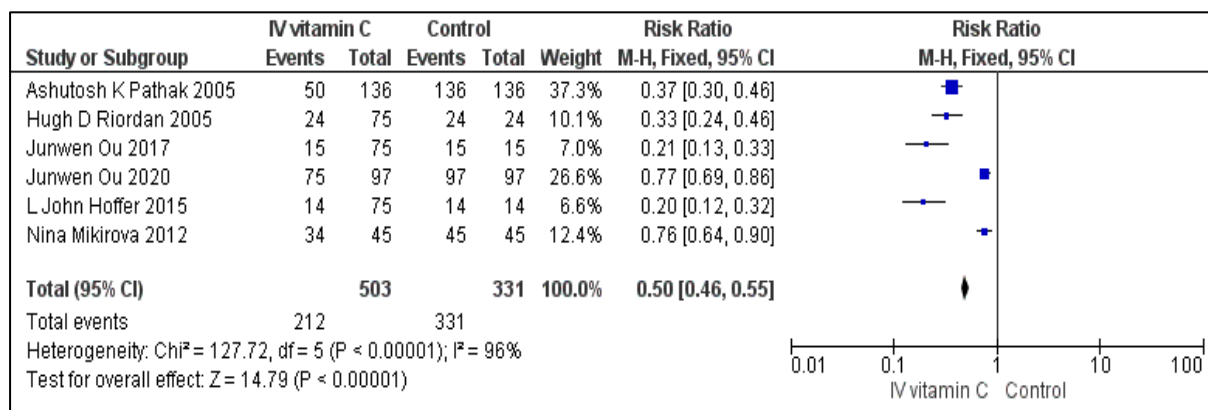 IV vitamin C Control Risk Ratio Risk Ratio
Study or Subgroup Events Total Events Total Weight M-H, Fixed, 95% CI M-H, Fixed, 95% CI
Ashutosh K Pathak 2005 50 136 136 136 37.3% 0.37 [0.30, 0.46]
Hugh D Riordan 2005 24 75 24 24 10.1% 0.33 [0.24, 0.46]
Junwen Ou 2017 15 75 15 15 7.0% 0.21 [0.13, 0.33]
Junwen Ou 2020 75 97 97 97 26.6% 0.77 [0.69, 0.86]
L John Hoffer 2015 14 75 14 14 6.6% 0.20 [0.12, 0.32]
Nina Mikirova 2012 34 45 45 45 12.4% 0.76 [0.64, 0.90]
Total (95% CI) 503 331 100.0% 0.50 [0.46, 0.55]
Total events 212 331
Heterogeneity: Chi² = 127.72, df = 5 (P < 0.00001); I² = 96%
Test for overall effect: Z = 14.79 (P < 0.00001)
0.01 0.1 1 10 100
IV vitamin C Control